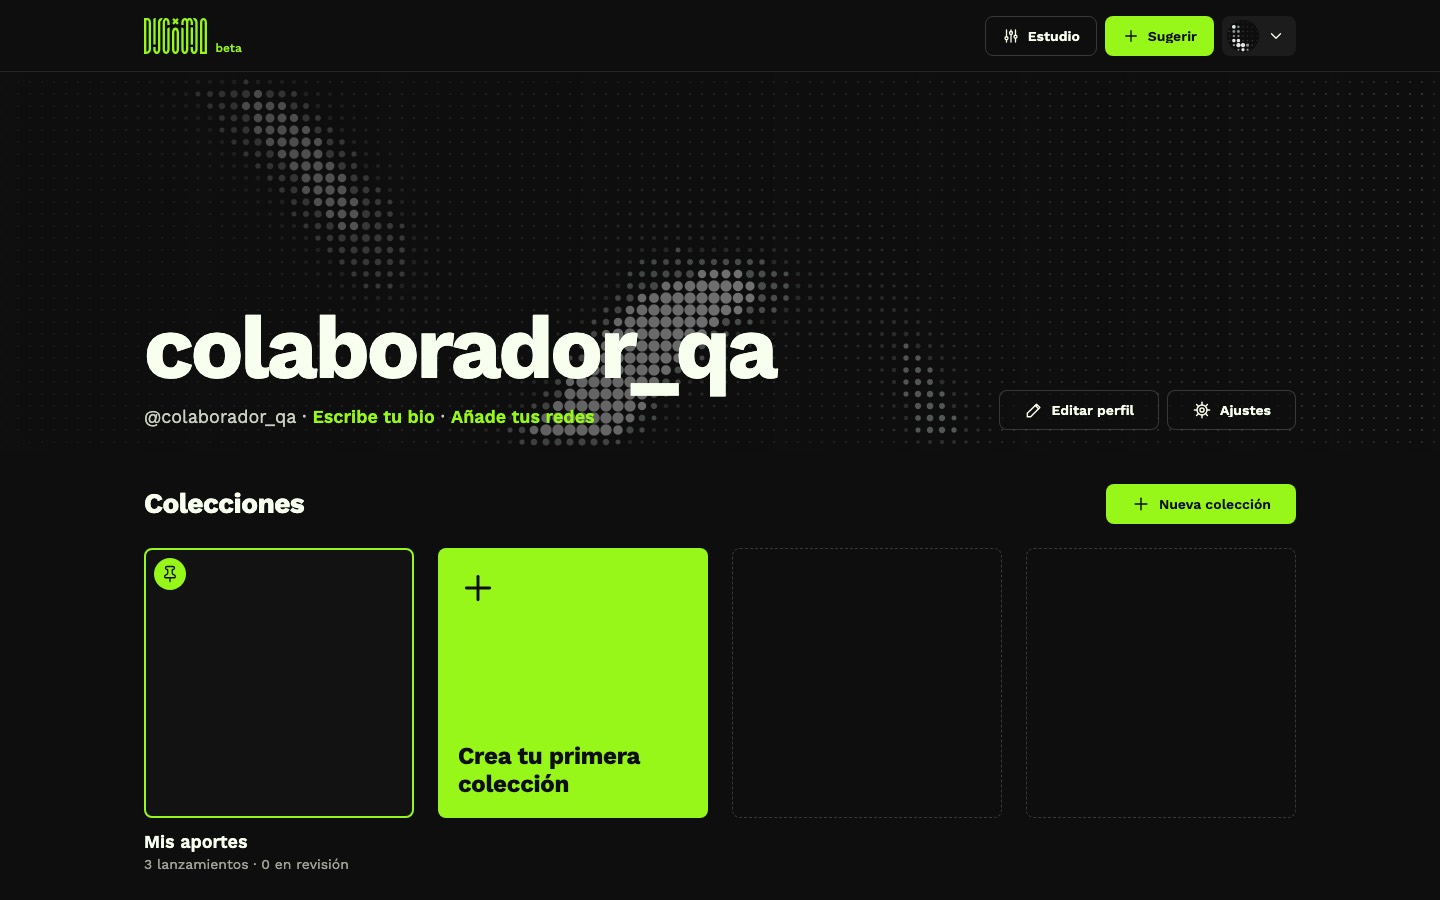 beta
Estudio
Sugerir
colaborador_qa
@colaborador_qa · Escribe tu bio · Añade tus redes
Editar perfil
Ajustes
Colecciones
Nueva colección
Crea tu primera
colección
Mis aportes
3 lanzamientos · 0 en revisión